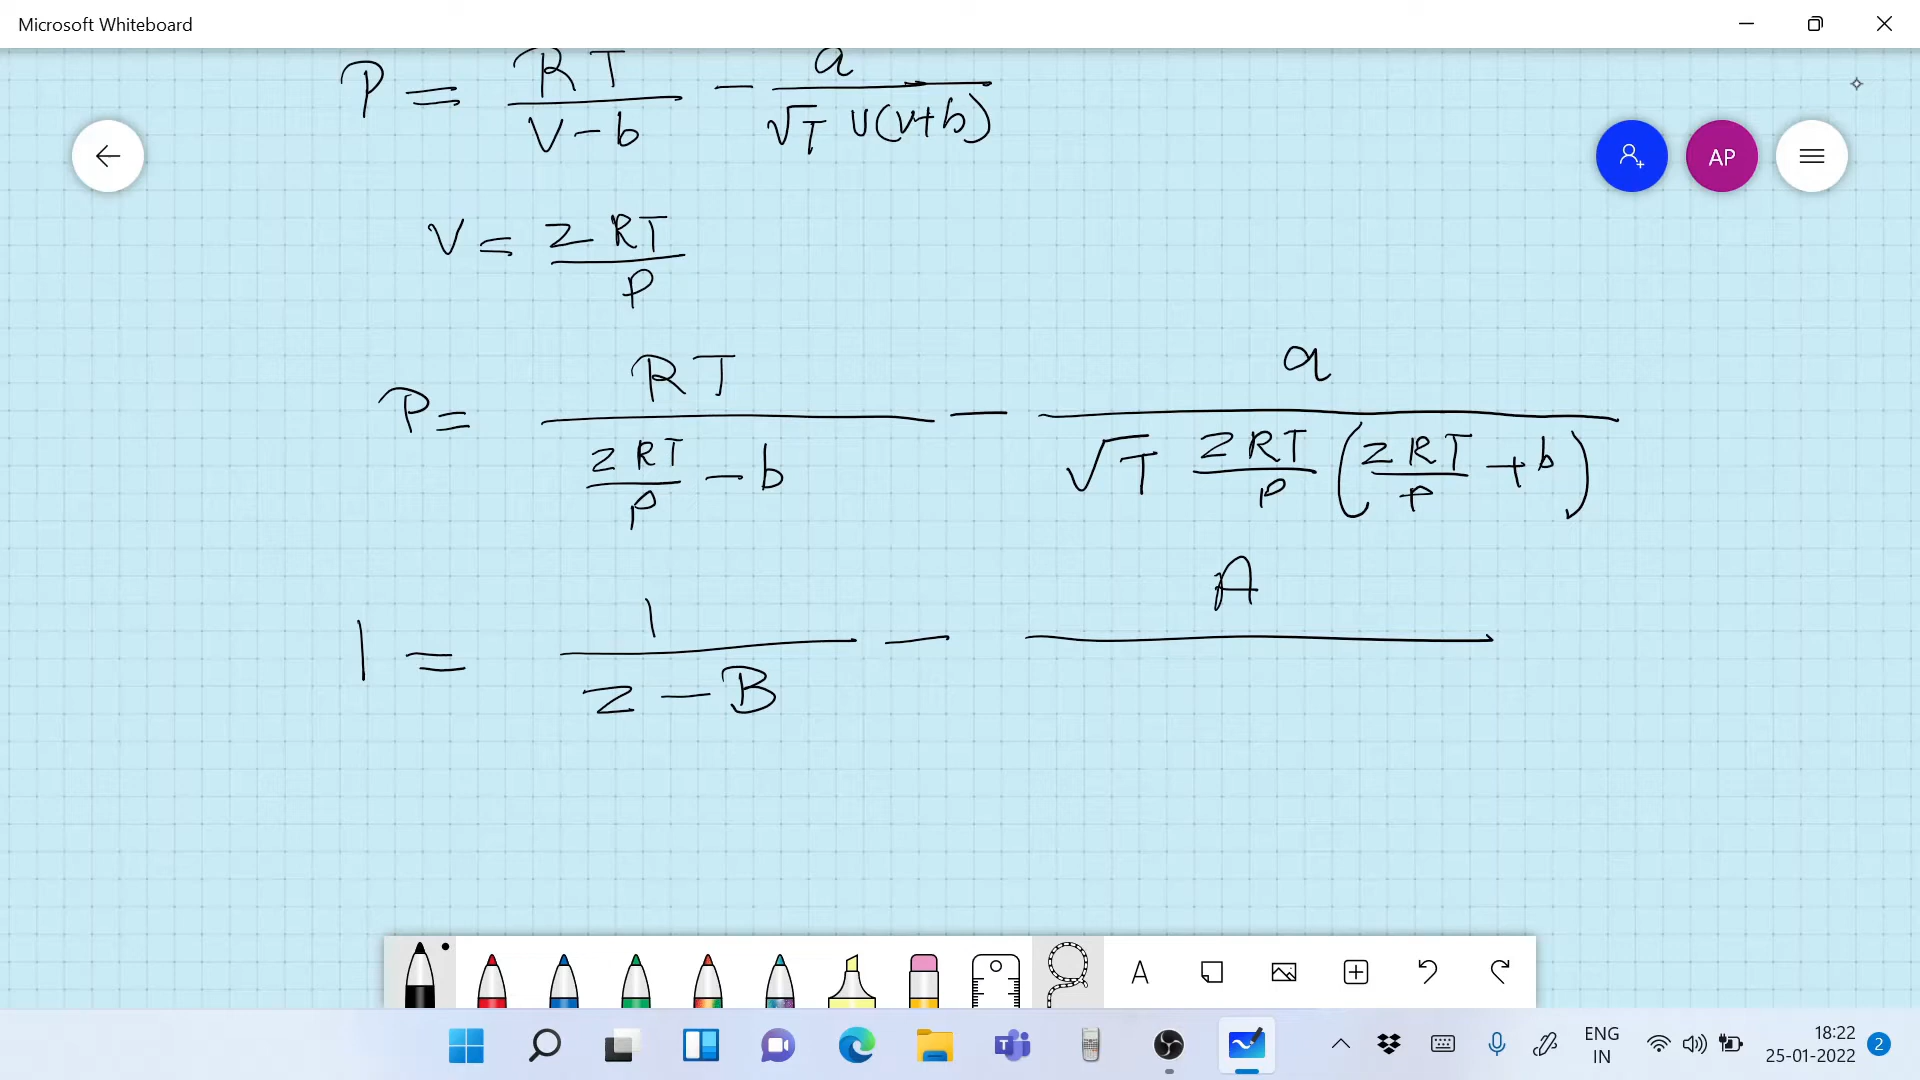 Microsoft Whiteboard
P = RT / (V - b) - a / (√T V(V+b))
AP
V = ZRT / P
P = RT / (ZRT/P - b) - a / (√T ZRT/P (ZRT/P + b))
1 = 1 / (Z - B) - A /
A
T
ENG
IN
18:22
25-01-2022
2